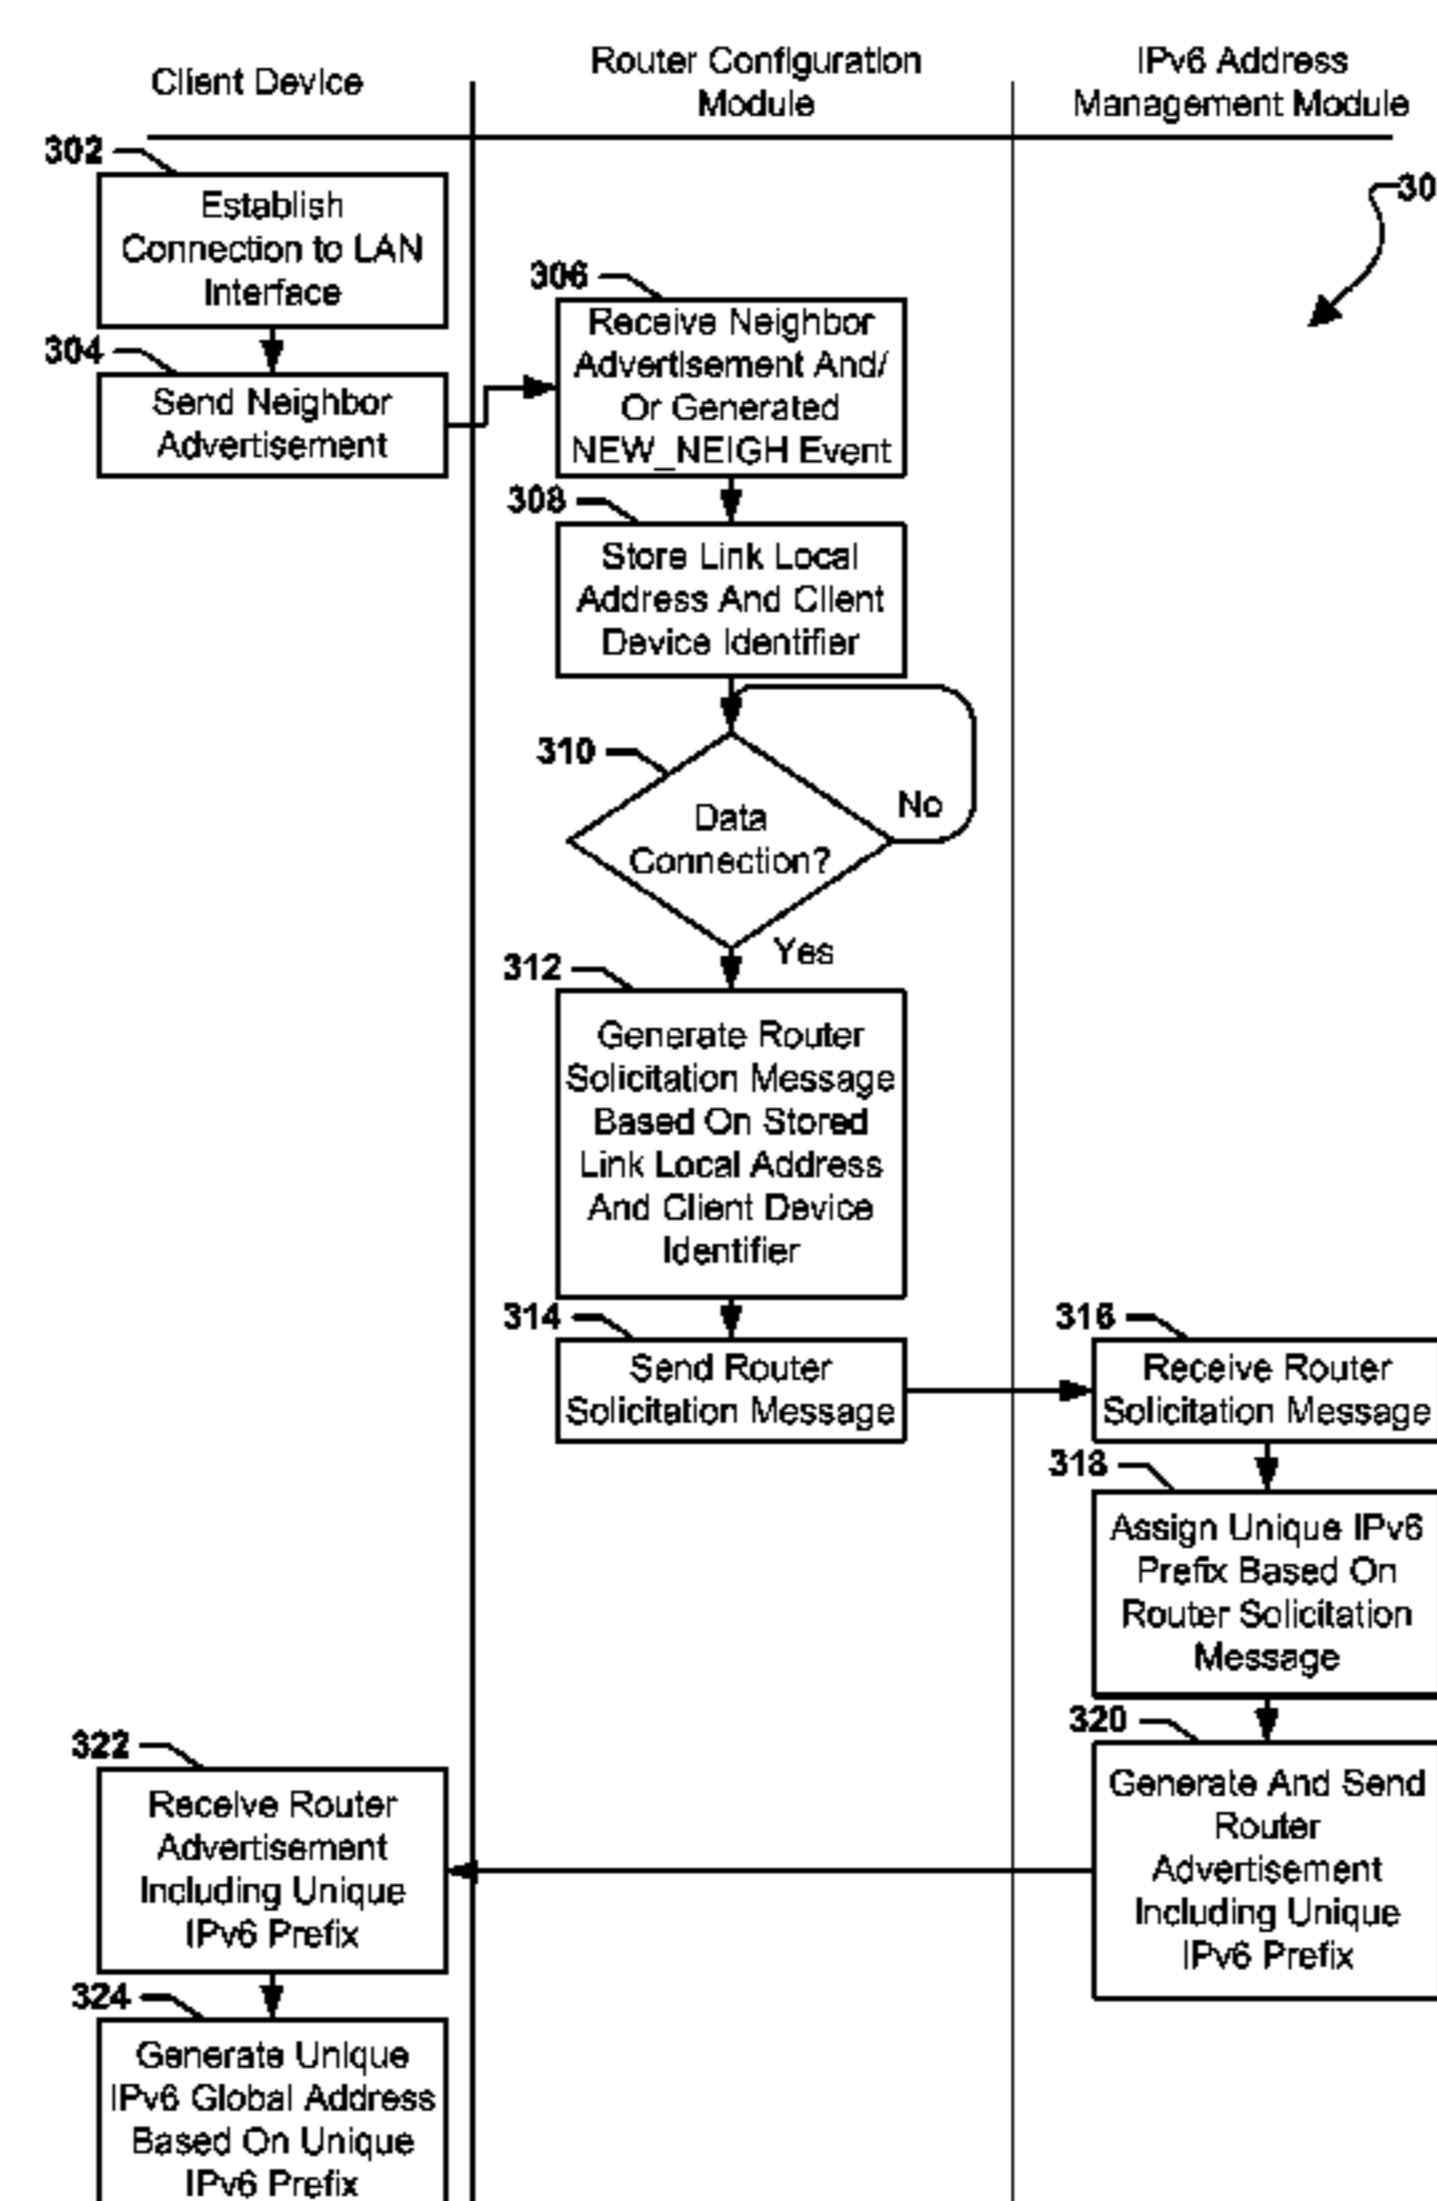 Client Device
Router Configuration
Module
IPv6 Address
Management Module
302
Establish
Connection to LAN
Interface
30
304
Send Neighbor
Advertisement
306
Receive Neighbor
Advertisement And/
Or Generated
NEW_NEIGH Event
308
Store Link Local
Address And Client
Device Identifier
310
Data
Connection?
No
Yes
312
Generate Router
Solicitation Message
Based On Stored
Link Local Address
And Client Device
Identifier
314
Send Router
Solicitation Message
316
Receive Router
Solicitation Message
318
Assign Unique IPv6
Prefix Based On
Router Solicitation
Message
320
Generate And Send
Router
Advertisement
Including Unique
IPv6 Prefix
322
Receive Router
Advertisement
Including Unique
IPv6 Prefix
324
Generate Unique
IPv6 Global Address
Based On Unique
IPv6 Prefix